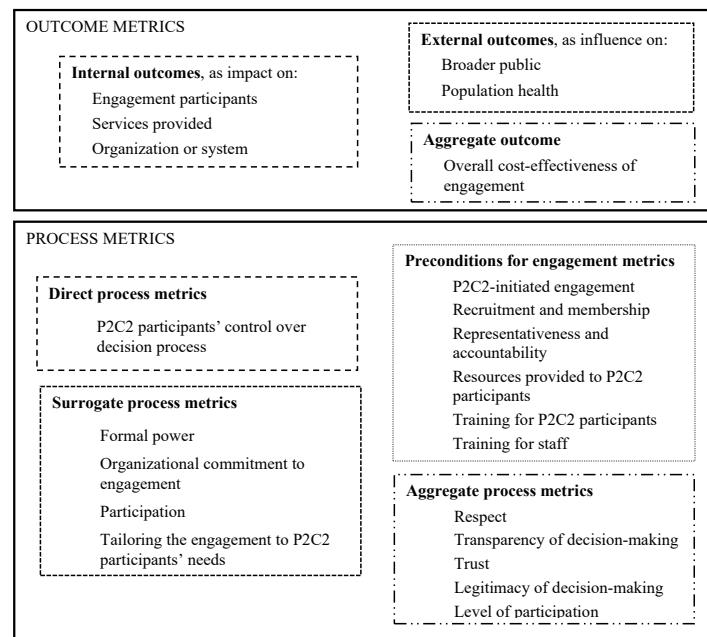 OUTCOME METRICS
Internal outcomes, as impact on:
Engagement participants
Services provided
Organization or system
External outcomes, as influence on:
Broader public
Population health
Aggregate outcome
Overall cost-effectiveness of
engagement
PROCESS METRICS
Direct process metrics
P2C2 participants’ control over
decision process
Surrogate process metrics
Formal power
Organizational commitment to
engagement
Participation
Tailoring the engagement to P2C2
participants’ needs
Preconditions for engagement metrics
P2C2-initiated engagement
Recruitment and membership
Representativeness and
accountability
Resources provided to P2C2
participants
Training for P2C2 participants
Training for staff
Aggregate process metrics
Respect
Transparency of decision-making
Trust
Legitimacy of decision-making
Level of participation